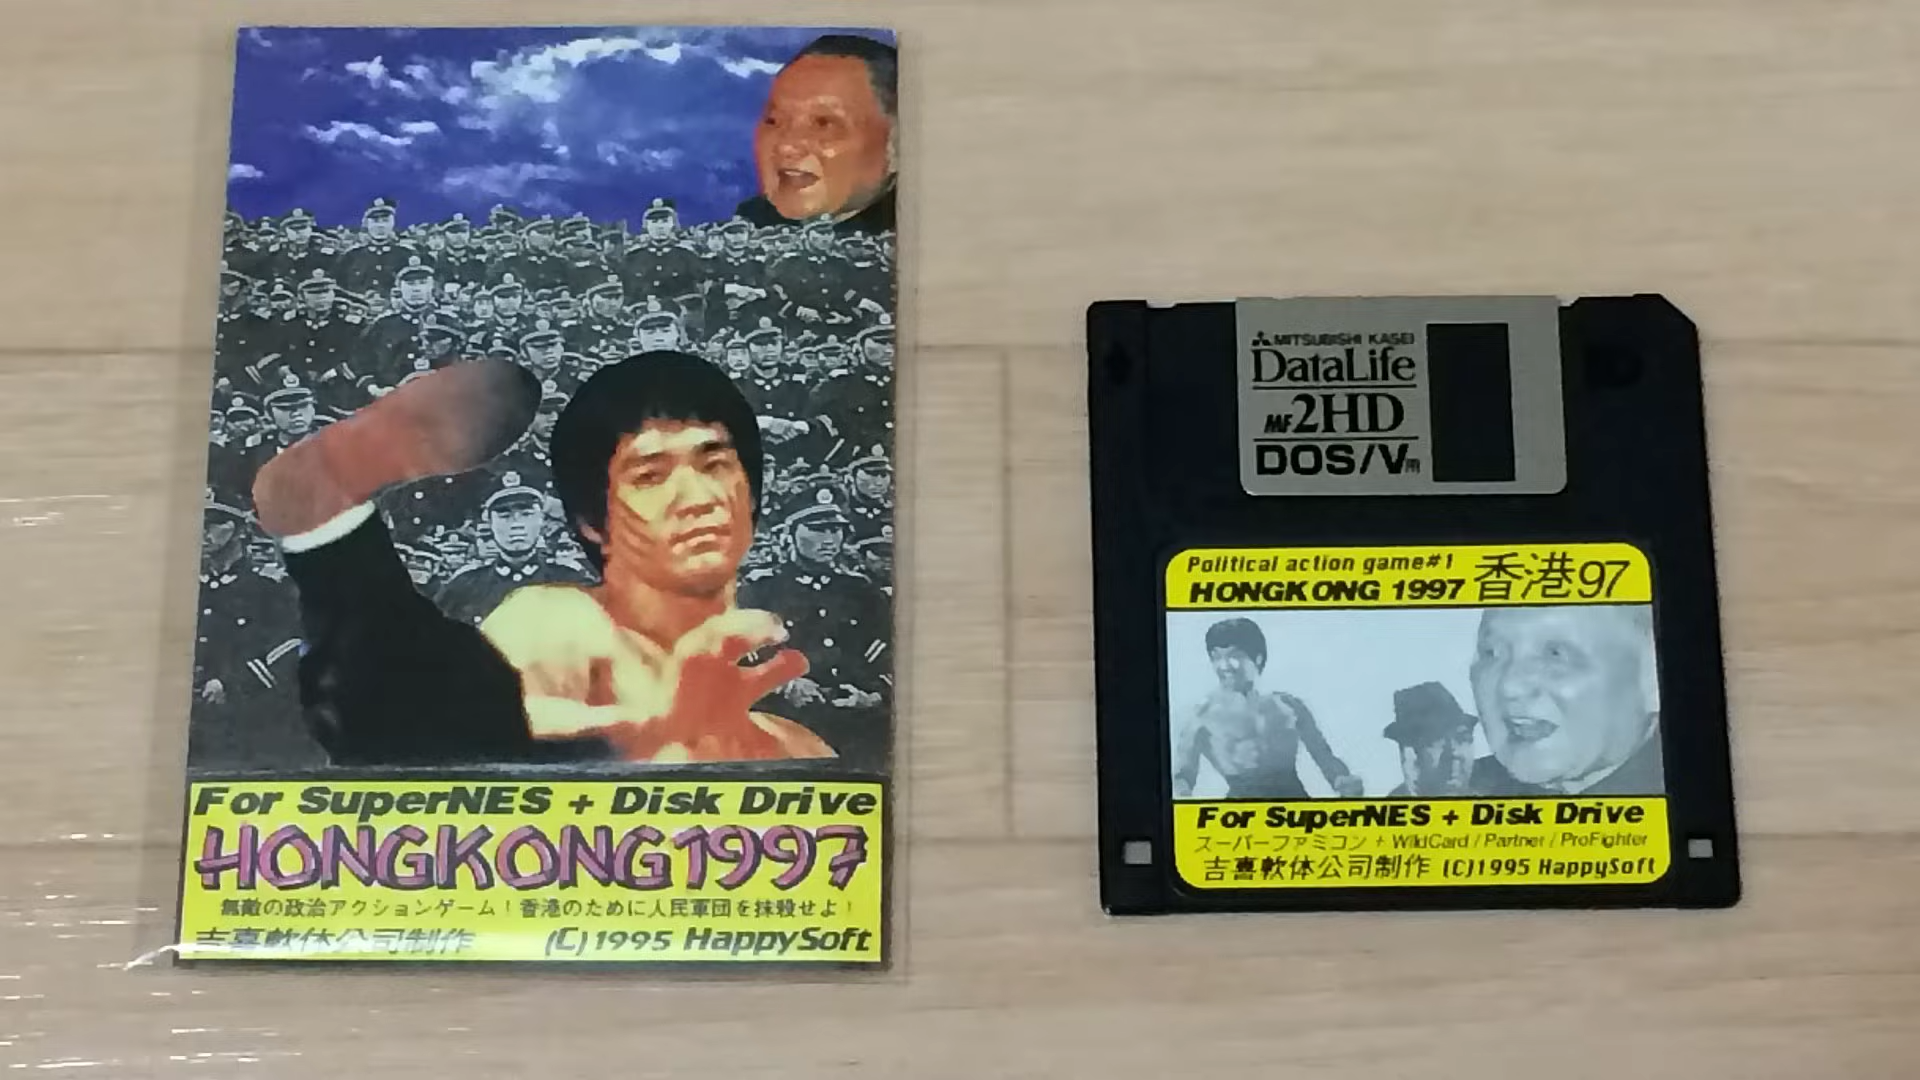 For SuperNES + Disk Drive
HONGKONG1997
無敵の政治アクションゲーム！香港のために人民軍団を抹殺せよ！
吉喜軟体公司制作 (C)1995 HappySoft
MITSUBISHI KASEI
DataLife
MF2HD
DOS/V用
Political action game#1
HONGKONG 1997 香港97
For SuperNES + Disk Drive
スーパーファミコン + WildCard / Partner / ProFighter
吉喜軟体公司制作 (C)1995 HappySoft